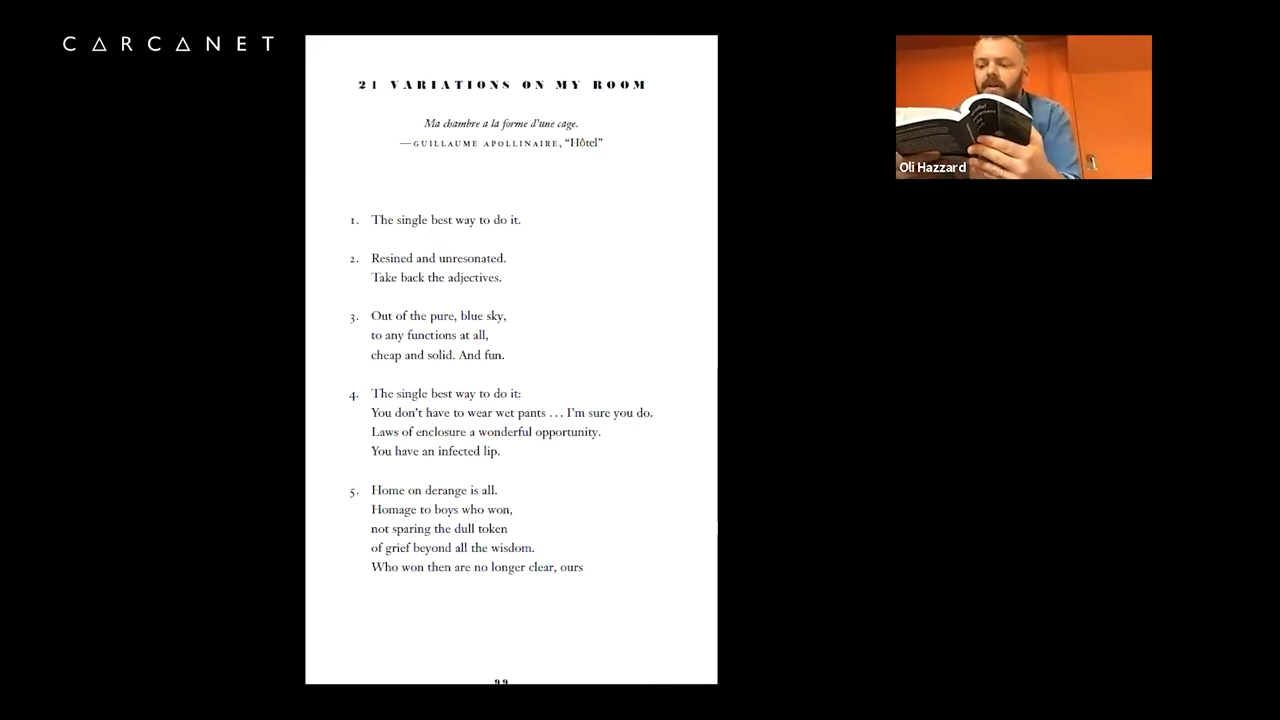 CARCANET
21 VARIATIONS ON MY ROOM
Ma chambre a la forme d'une cage.
—GUILLAUME APOLLINAIRE, “Hôtel”
1. The single best way to do it.
2. Resined and unresonated.
Take back the adjectives.
3. Out of the pure, blue sky,
to any functions at all,
cheap and solid. And fun.
4. The single best way to do it:
You don’t have to wear wet pants . . . I’m sure you do.
Laws of enclosure a wonderful opportunity.
You have an infected lip.
5. Home on derange is all.
Homage to boys who won,
not sparing the dull token
of grief beyond all the wisdom.
Who won then are no longer clear, ours
Oli Hazzard